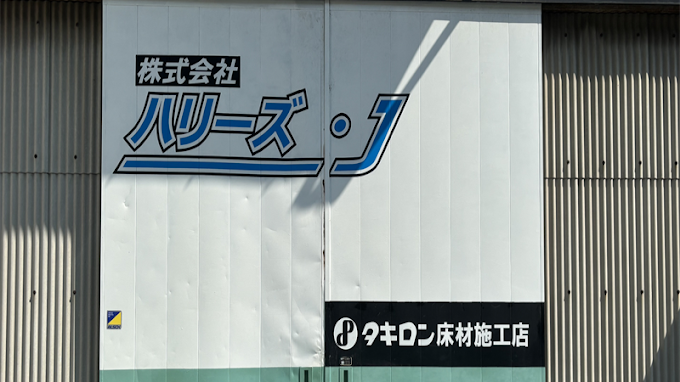 株式会社
ハリーズ・J
タキロン床材施工店